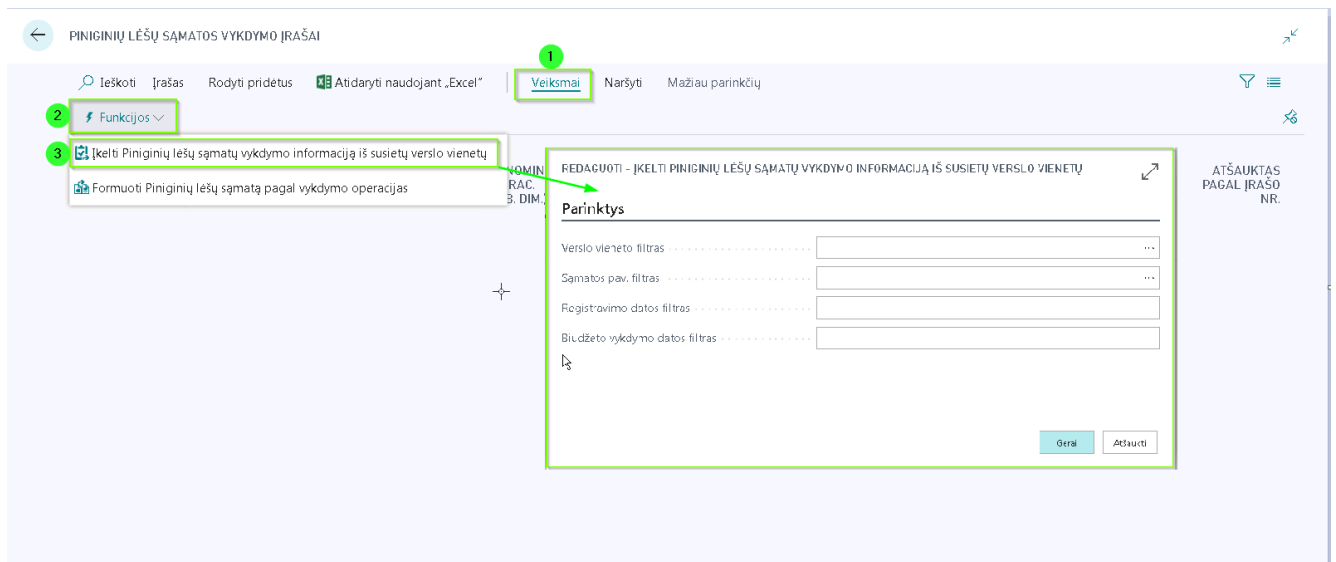 PINIGINIŲ LĖŠŲ SĄMATOS VYKDYMO ĮRAŠAI
1
Ieškoti Įrašas Rodyti pridėtus Atidaryti naudojant „Excel“ Veiksmai Naršyti Mažiau parinkčių
2 Funkcijos
3 Įkelti Piniginių lėšų sąmatų vykdymo informaciją iš susietų verslo vienetų
Formuoti Piniginių lėšų sąmatą pagal vykdymo operacijas
NOMIN
RAC.
B. DIM.)
ATŠAUKTAS
PAGAL ĮRAŠO
NR.
REDAGUOTI - ĮKELTI PINIGINIŲ LĖŠŲ SĄMATŲ VYKDYMO INFORMACIJĄ IŠ SUSIETŲ VERSLO VIENETŲ
Parinktys
Verslo vieneto filtras
Sąmatos pav. filtras
Registravimo datos filtras
Biudžeto vykdymo datos filtras
Gerai Atšaukti